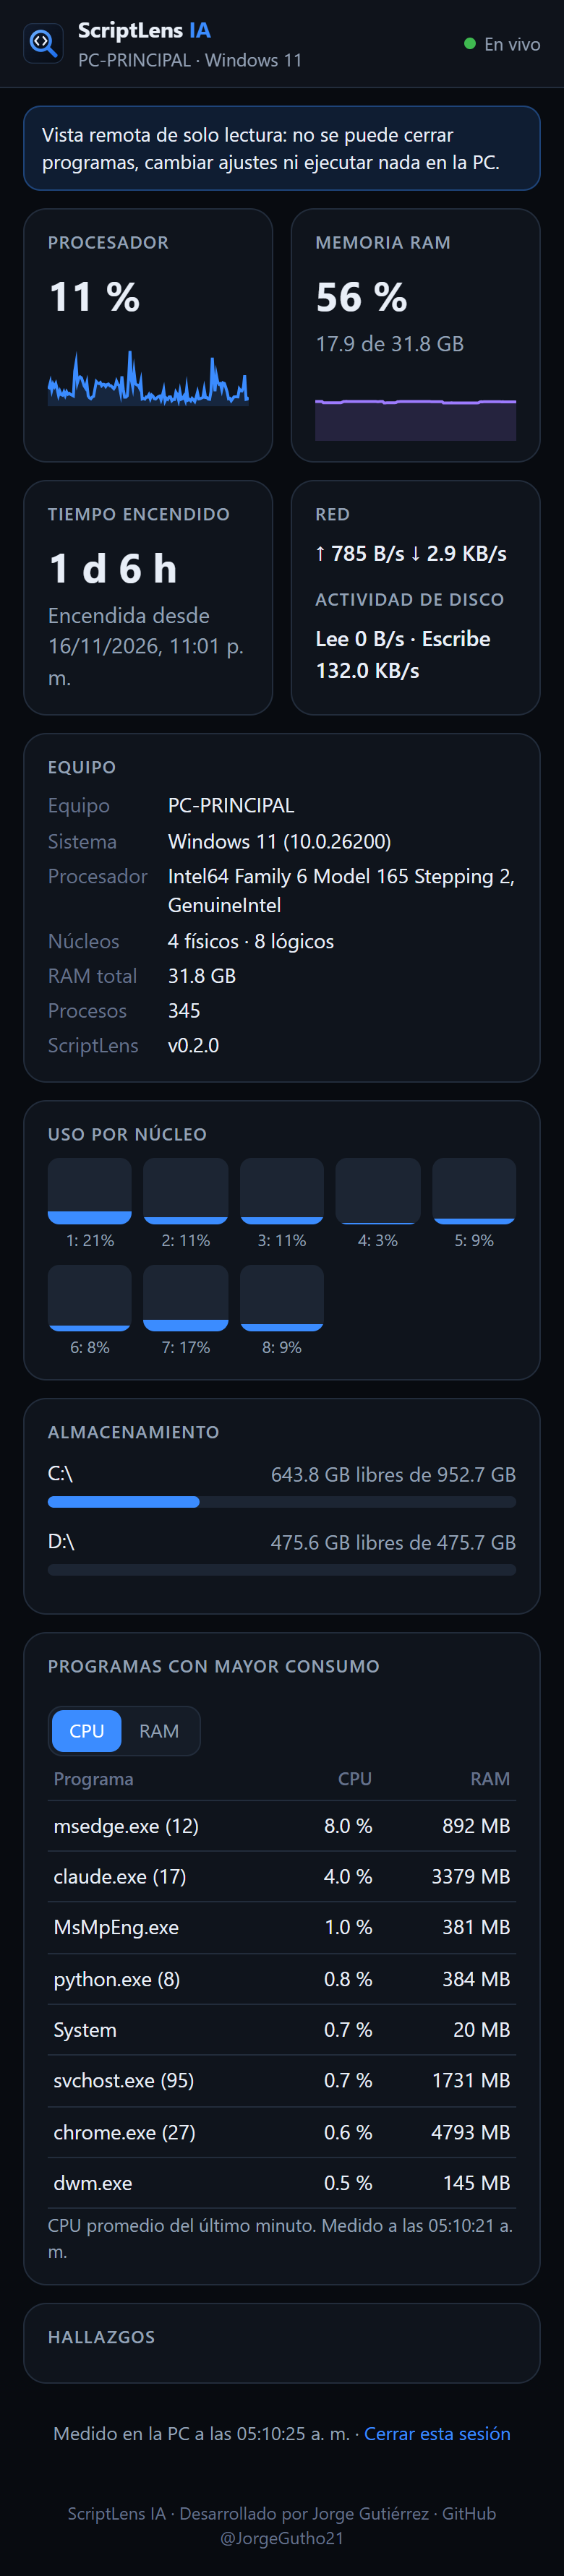 ScriptLens IA
PC-PRINCIPAL · Windows 11
En vivo
Vista remota de solo lectura: no se puede cerrar
programas, cambiar ajustes ni ejecutar nada en la PC.
PROCESADOR
11 %
MEMORIA RAM
56 %
17.9 de 31.8 GB
TIEMPO ENCENDIDO
1 d 6 h
Encendida desde
16/11/2026, 11:01 p.
m.
RED
↑ 785 B/s ↓ 2.9 KB/s
ACTIVIDAD DE DISCO
Lee 0 B/s · Escribe
132.0 KB/s
EQUIPO
Equipo PC-PRINCIPAL
Sistema Windows 11 (10.0.26200)
Procesador Intel64 Family 6 Model 165 Stepping 2,
GenuineIntel
Núcleos 4 físicos · 8 lógicos
RAM total 31.8 GB
Procesos 345
ScriptLens v0.2.0
USO POR NÚCLEO
1: 21% 2: 11% 3: 11% 4: 3% 5: 9%
6: 8% 7: 17% 8: 9%
ALMACENAMIENTO
C:\ 643.8 GB libres de 952.7 GB
D:\ 475.6 GB libres de 475.7 GB
PROGRAMAS CON MAYOR CONSUMO
CPU RAM
Programa CPU RAM
msedge.exe (12) 8.0 % 892 MB
claude.exe (17) 4.0 % 3379 MB
MsMpEng.exe 1.0 % 381 MB
python.exe (8) 0.8 % 384 MB
System 0.7 % 20 MB
svchost.exe (95) 0.7 % 1731 MB
chrome.exe (27) 0.6 % 4793 MB
dwm.exe 0.5 % 145 MB
CPU promedio del último minuto. Medido a las 05:10:21 a.
m.
HALLAZGOS
Medido en la PC a las 05:10:25 a. m. · Cerrar esta sesión
ScriptLens IA · Desarrollado por Jorge Gutiérrez · GitHub
@JorgeGutho21